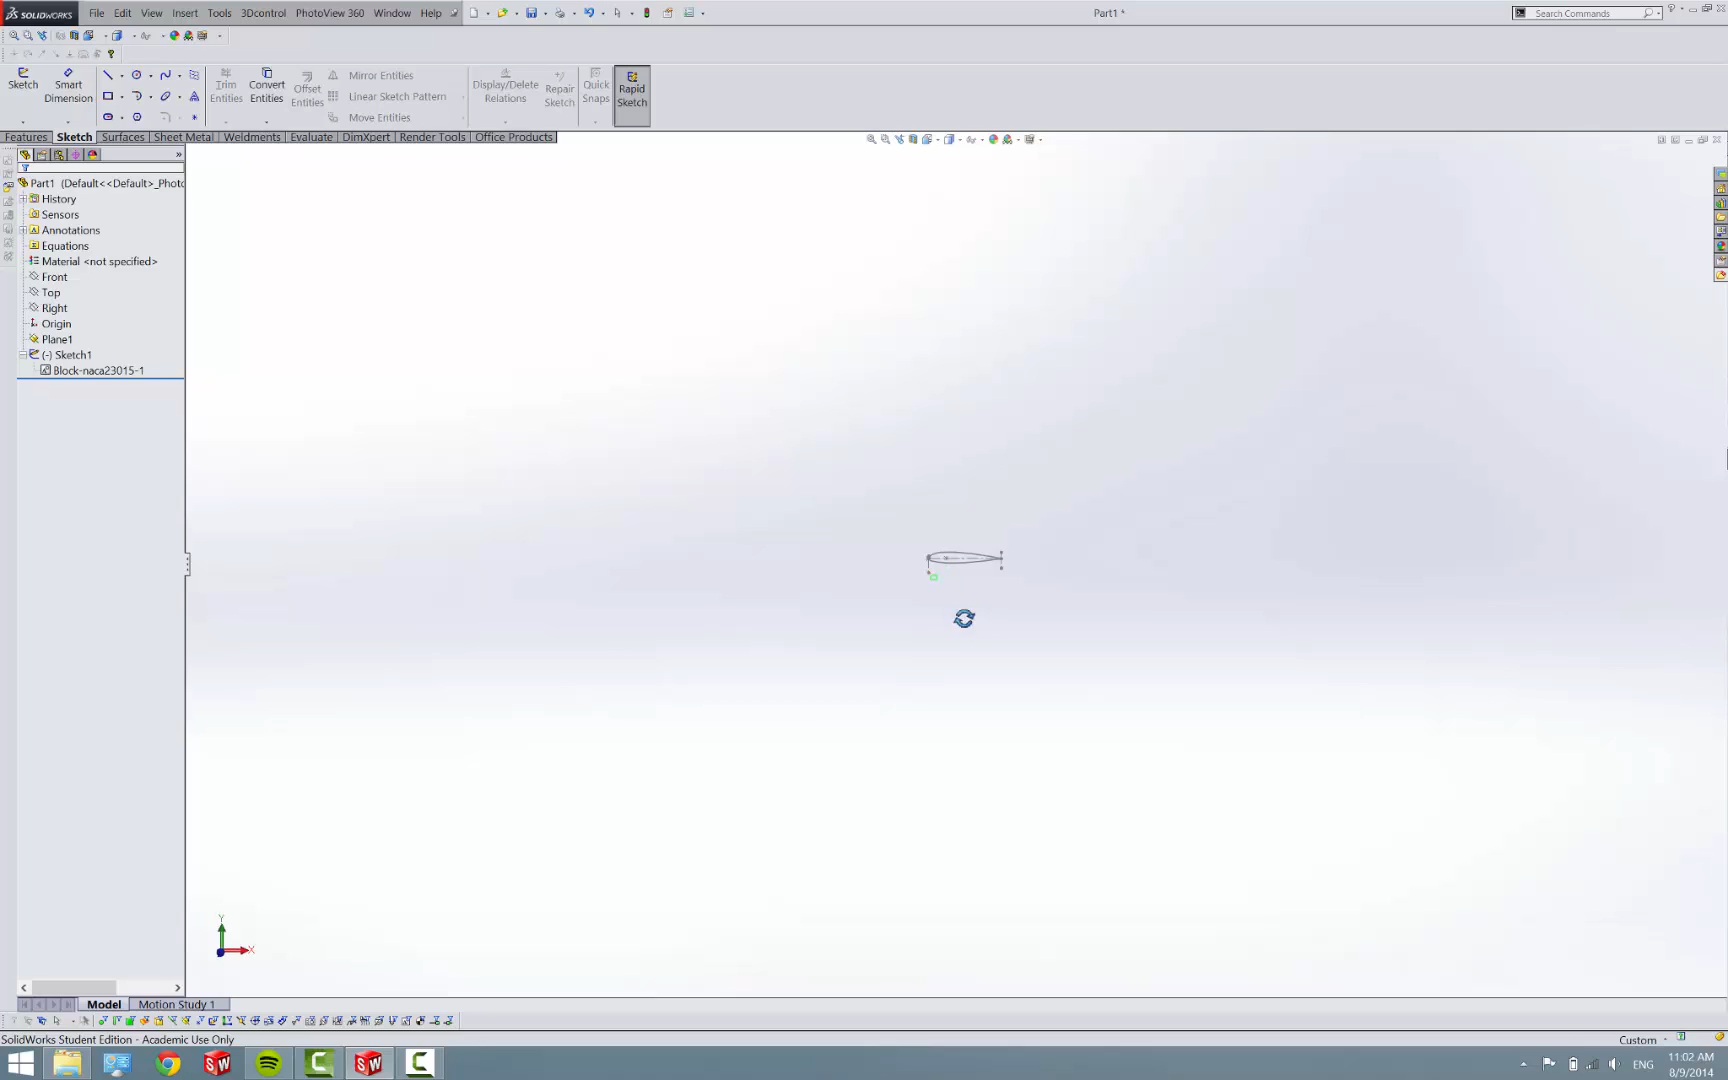 SOLIDWORKS File Edit View Insert Tools 3Dcontrol PhotoView 360 Window Help Part1 * Search Commands
Sketch Smart Dimension Trim Entities Convert Entities Offset Entities Mirror Entities Linear Sketch Pattern Move Entities Display/Delete Relations Repair Sketch Quick Snaps Rapid Sketch
Features Sketch Surfaces Sheet Metal Weldments Evaluate DimXpert Render Tools Office Products
Part1 (Default<<Default>_Photo
History
Sensors
Annotations
Equations
Material <not specified>
Front
Top
Right
Origin
Plane1
(-) Sketch1
Block-naca23015-1
Y
X
Model Motion Study 1
SolidWorks Student Edition - Academic Use Only Custom
ENG 11:02 AM
8/9/2014